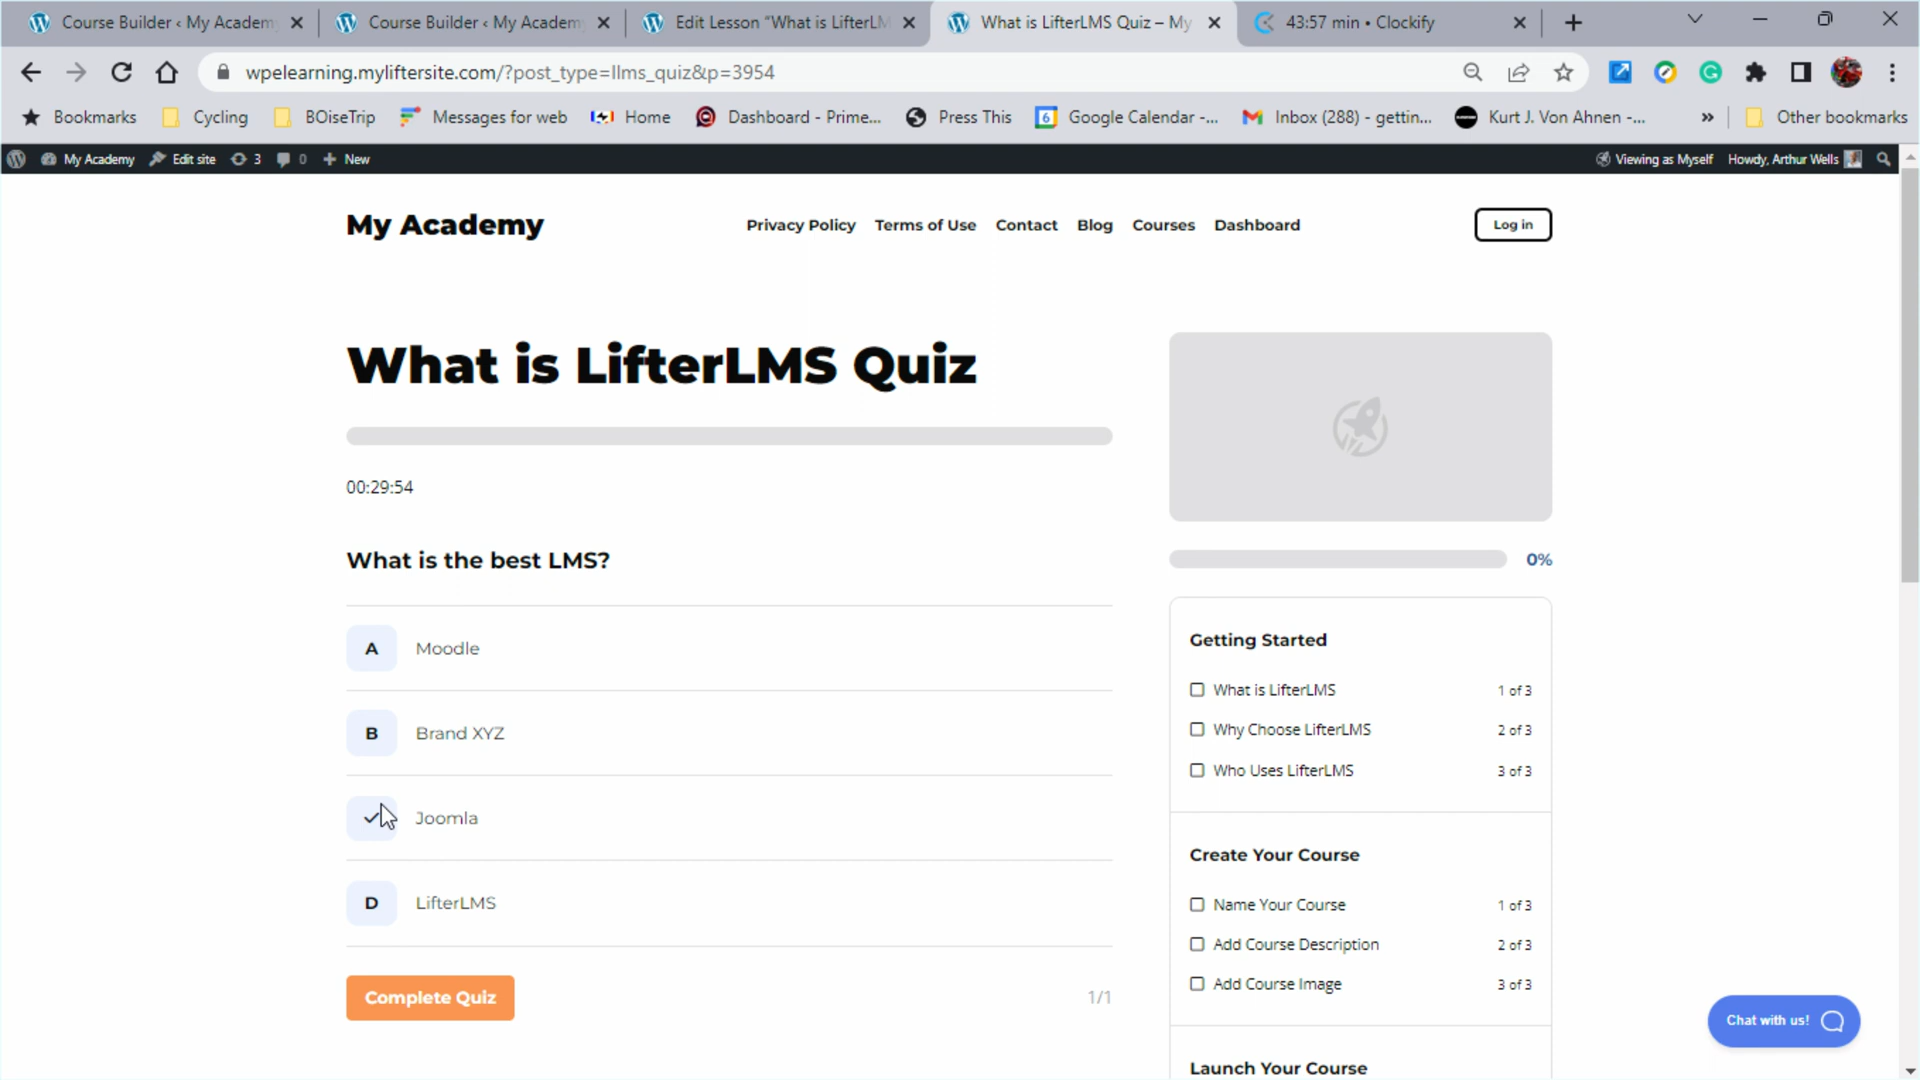 Course Builder ‹ My Academ
Course Builder ‹ My Academ
Edit Lesson “What is LifterLM
What is LifterLMS Quiz – My
43:57 min • Clockify
wpelearning.myliftersite.com/?post_type=llms_quiz&p=3954
Bookmarks
Cycling
BOiseTrip
Messages for web
Home
Dashboard - Prime...
Press This
6
Google Calendar -...
Inbox (288) - gettin...
Kurt J. Von Ahnen -...
»
Other bookmarks
My Academy
Edit site
3
0
New
Viewing as Myself
Howdy, Arthur Wells
My Academy
Privacy Policy
Terms of Use
Contact
Blog
Courses
Dashboard
Log in
What is LifterLMS Quiz
00:29:54
What is the best LMS?
A Moodle
B Brand XYZ
Joomla
D LifterLMS
Complete Quiz
1/1
0%
Getting Started
What is LifterLMS 1 of 3
Why Choose LifterLMS 2 of 3
Who Uses LifterLMS 3 of 3
Create Your Course
Name Your Course 1 of 3
Add Course Description 2 of 3
Add Course Image 3 of 3
Launch Your Course
Chat with us!